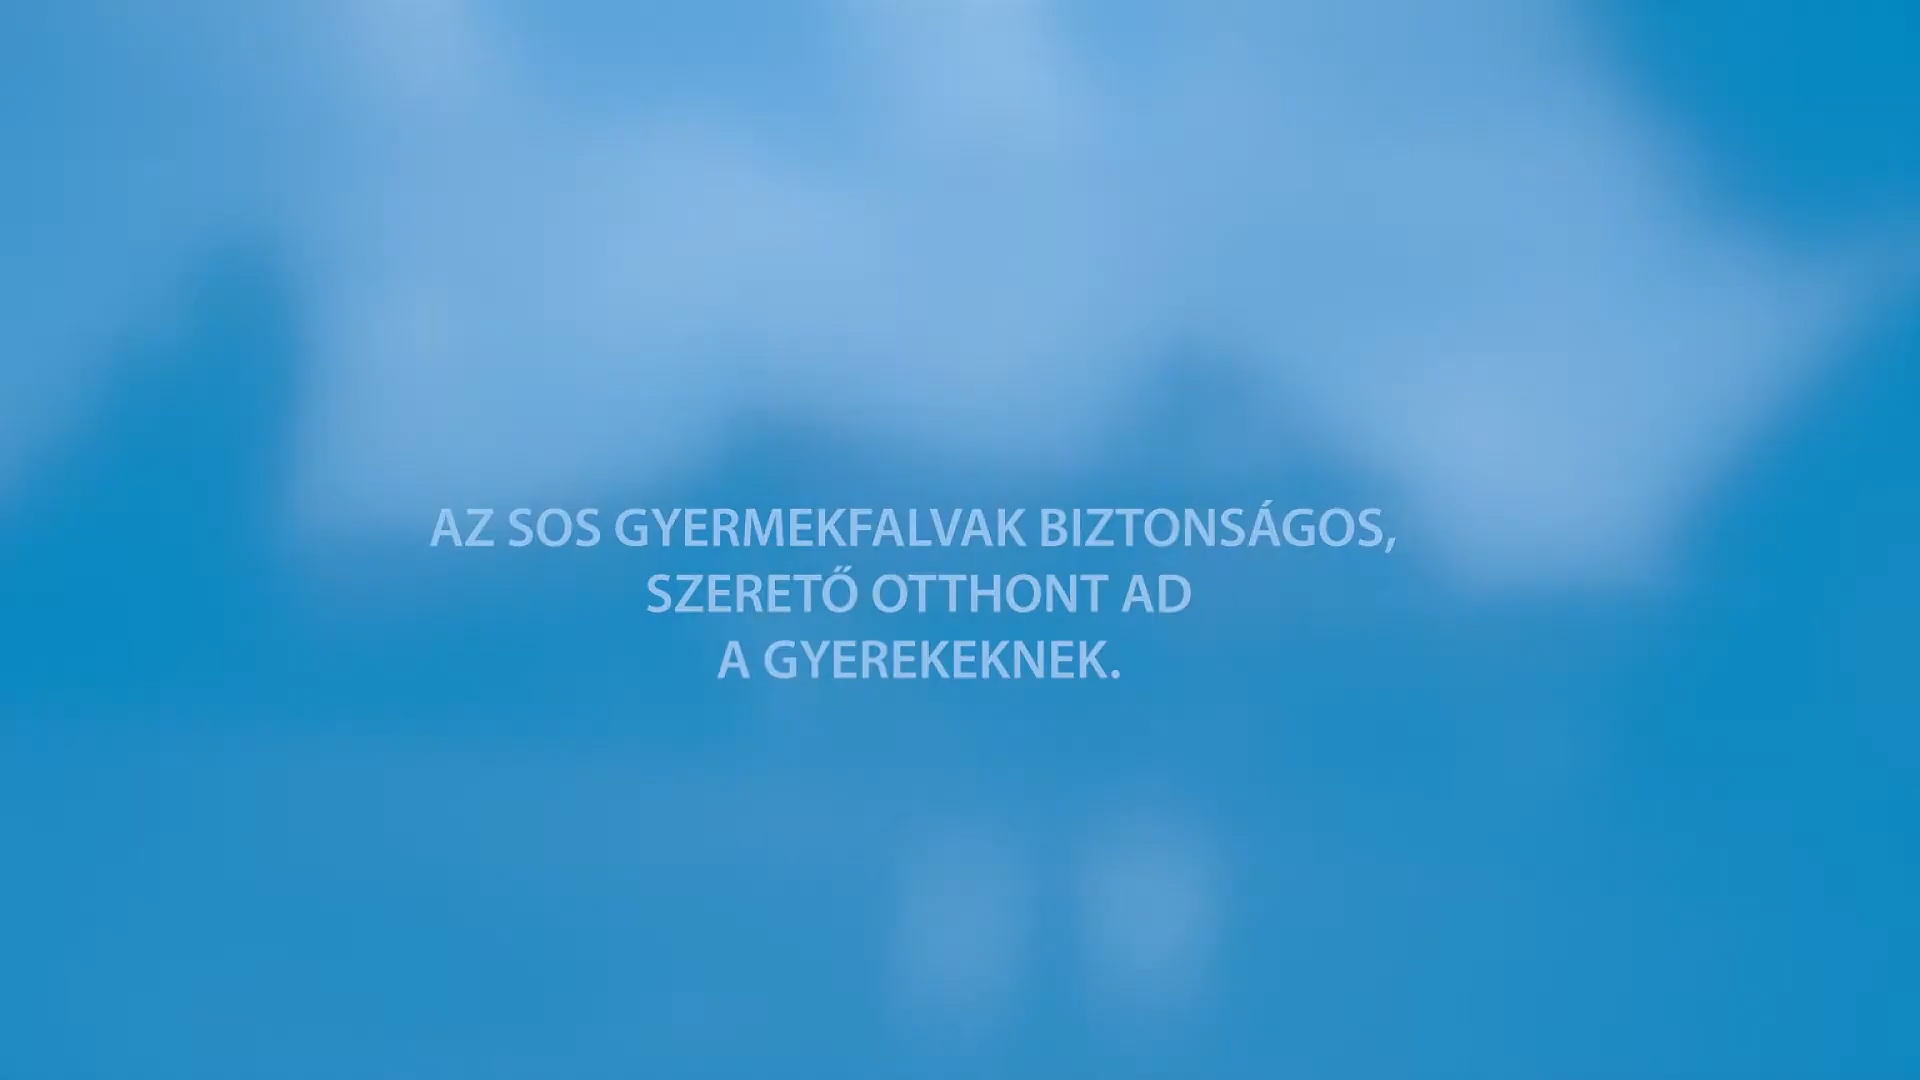 AZ SOS GYERMEKFALVAK BIZTONSÁGOS,
SZERETŐ OTTHONT AD
A GYEREKEKNEK.